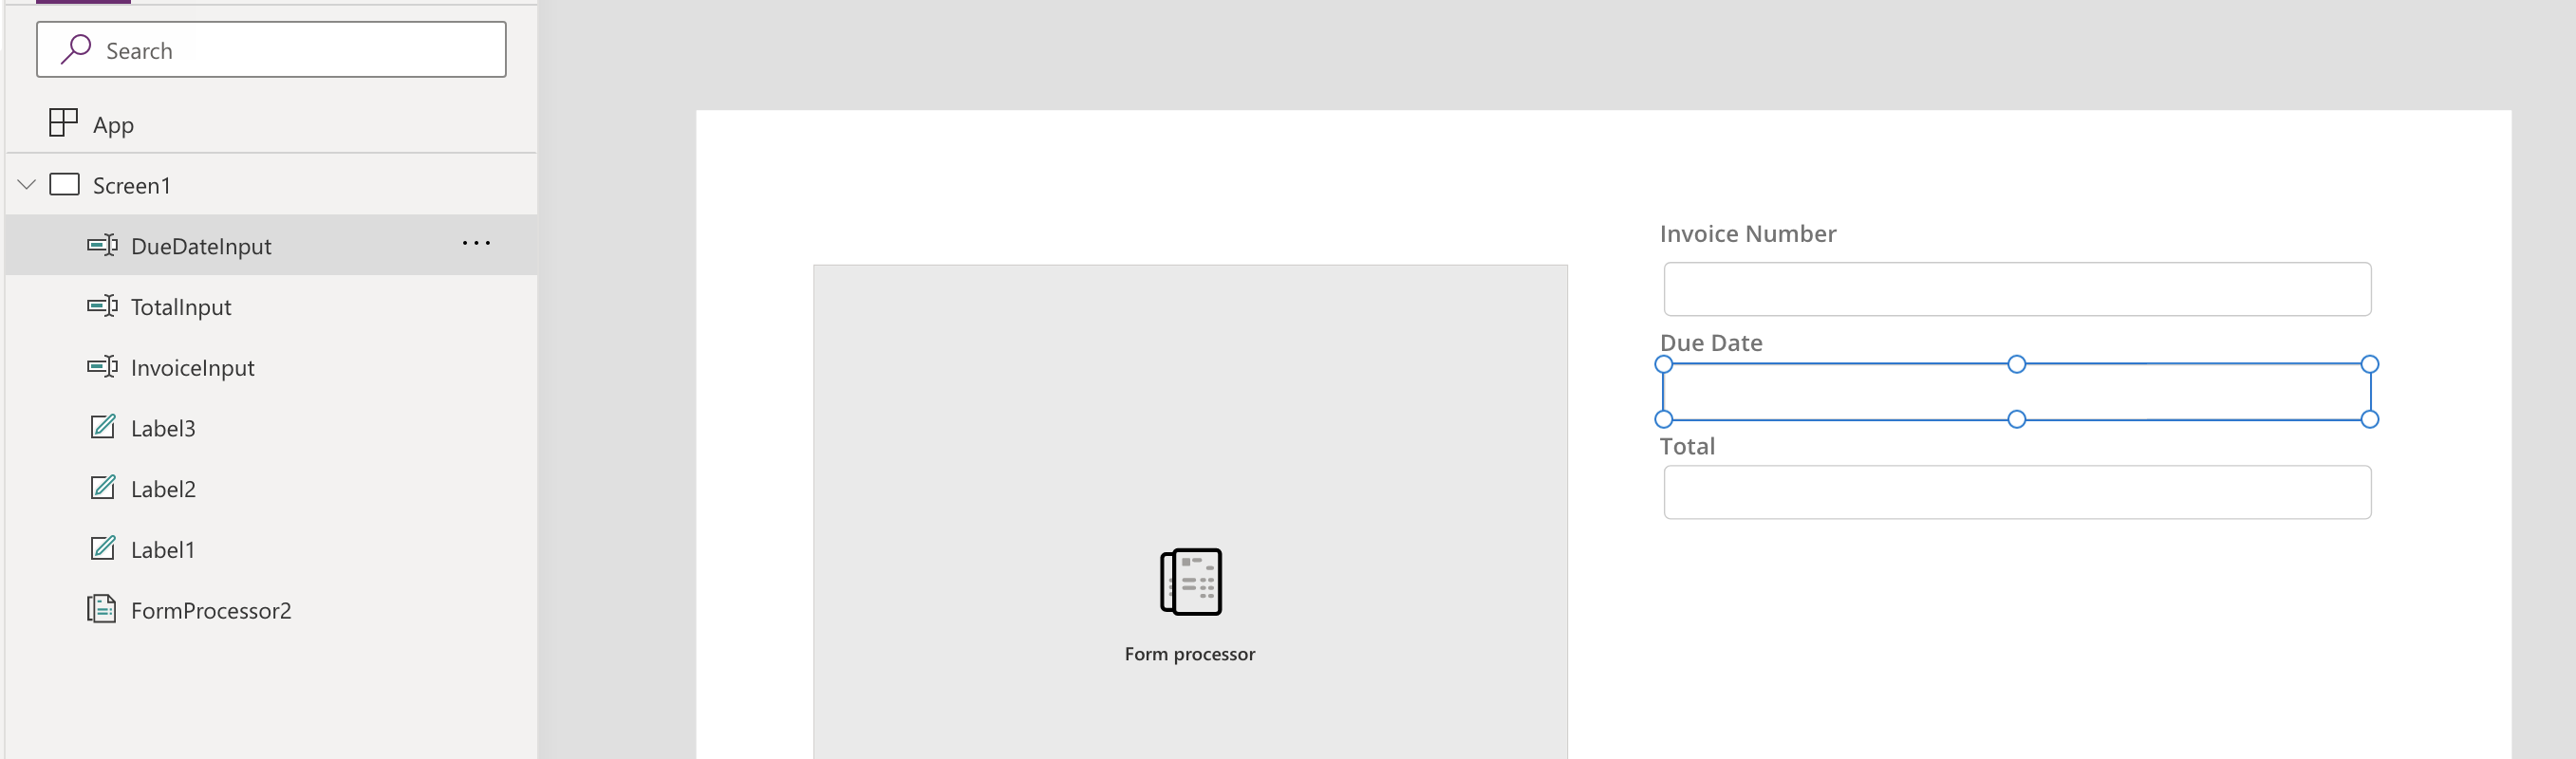 Search
App
Screen1
DueDateInput
TotalInput
InvoiceInput
Label3
Label2
Label1
FormProcessor2
Form processor
Invoice Number
Due Date
Total